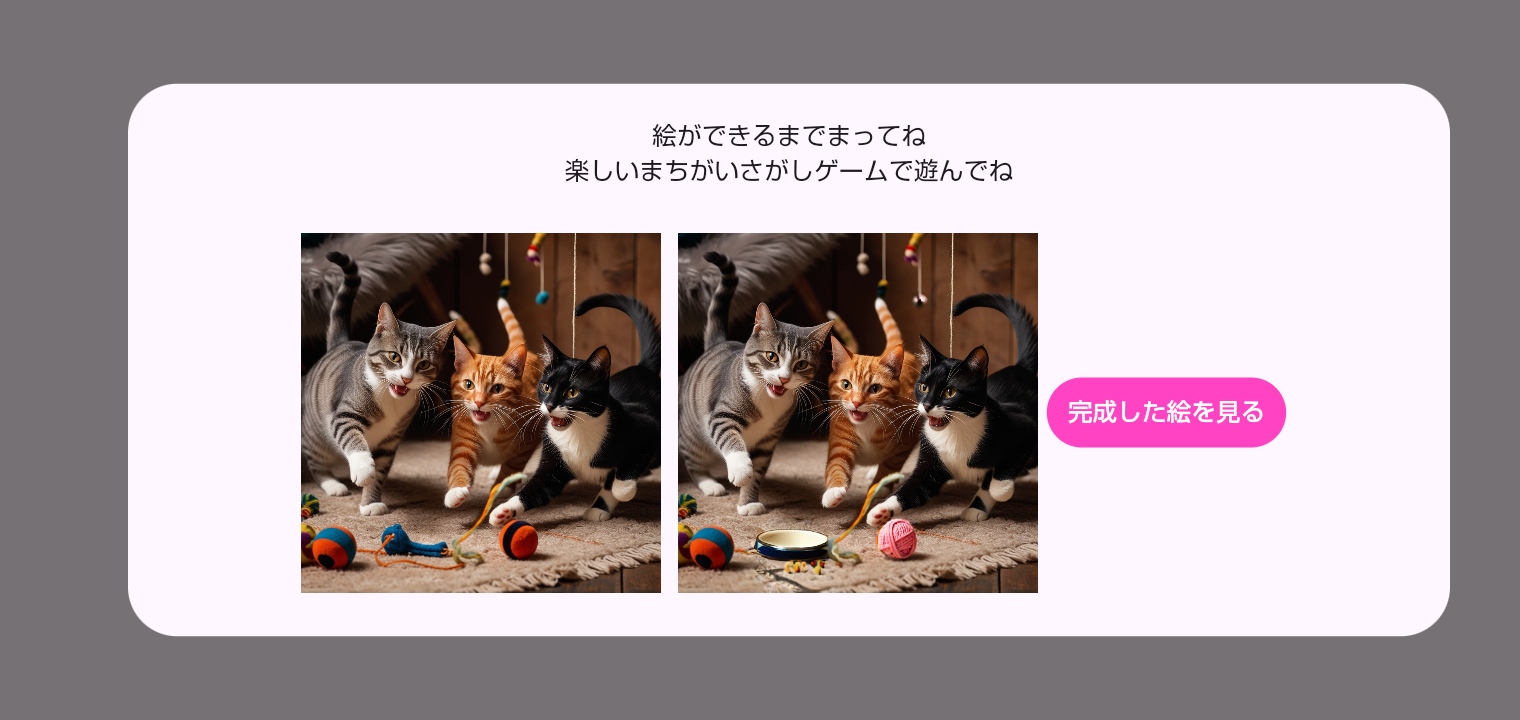 絵ができるまでまってね
楽しいまちがいさがしゲームで遊んでね
完成した絵を見る